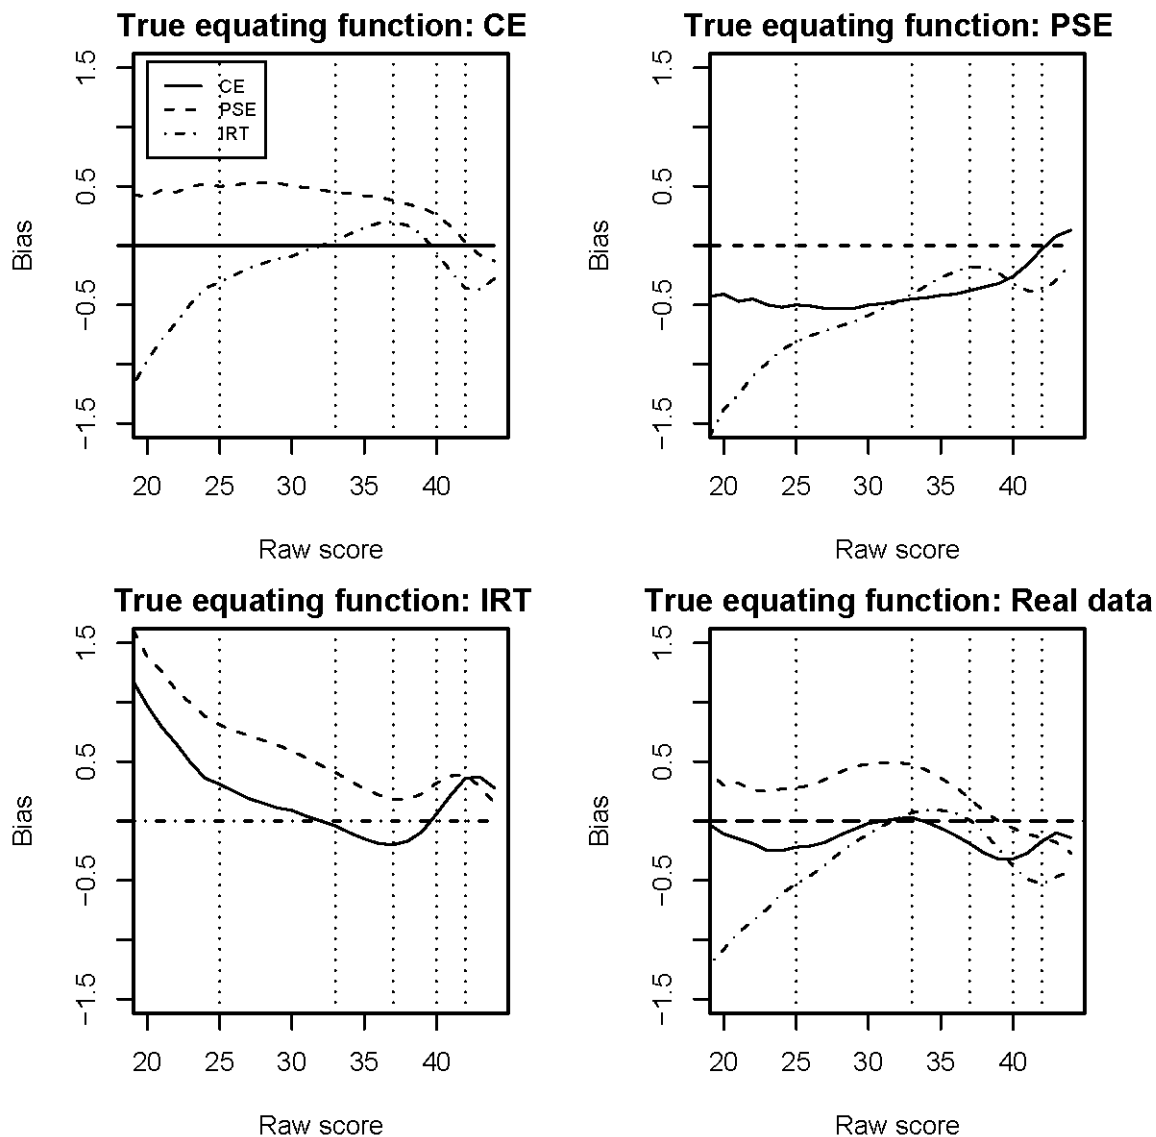 True equating function: CE
1.5
0.5
−0.5
−1.5
Bias
CE
PSE
IRT
20 25 30 35 40
Raw score
True equating function: PSE
1.5
0.5
−0.5
−1.5
Bias
20 25 30 35 40
Raw score
True equating function: IRT
1.5
0.5
−0.5
−1.5
Bias
20 25 30 35 40
Raw score
True equating function: Real data
1.5
0.5
−0.5
−1.5
Bias
20 25 30 35 40
Raw score